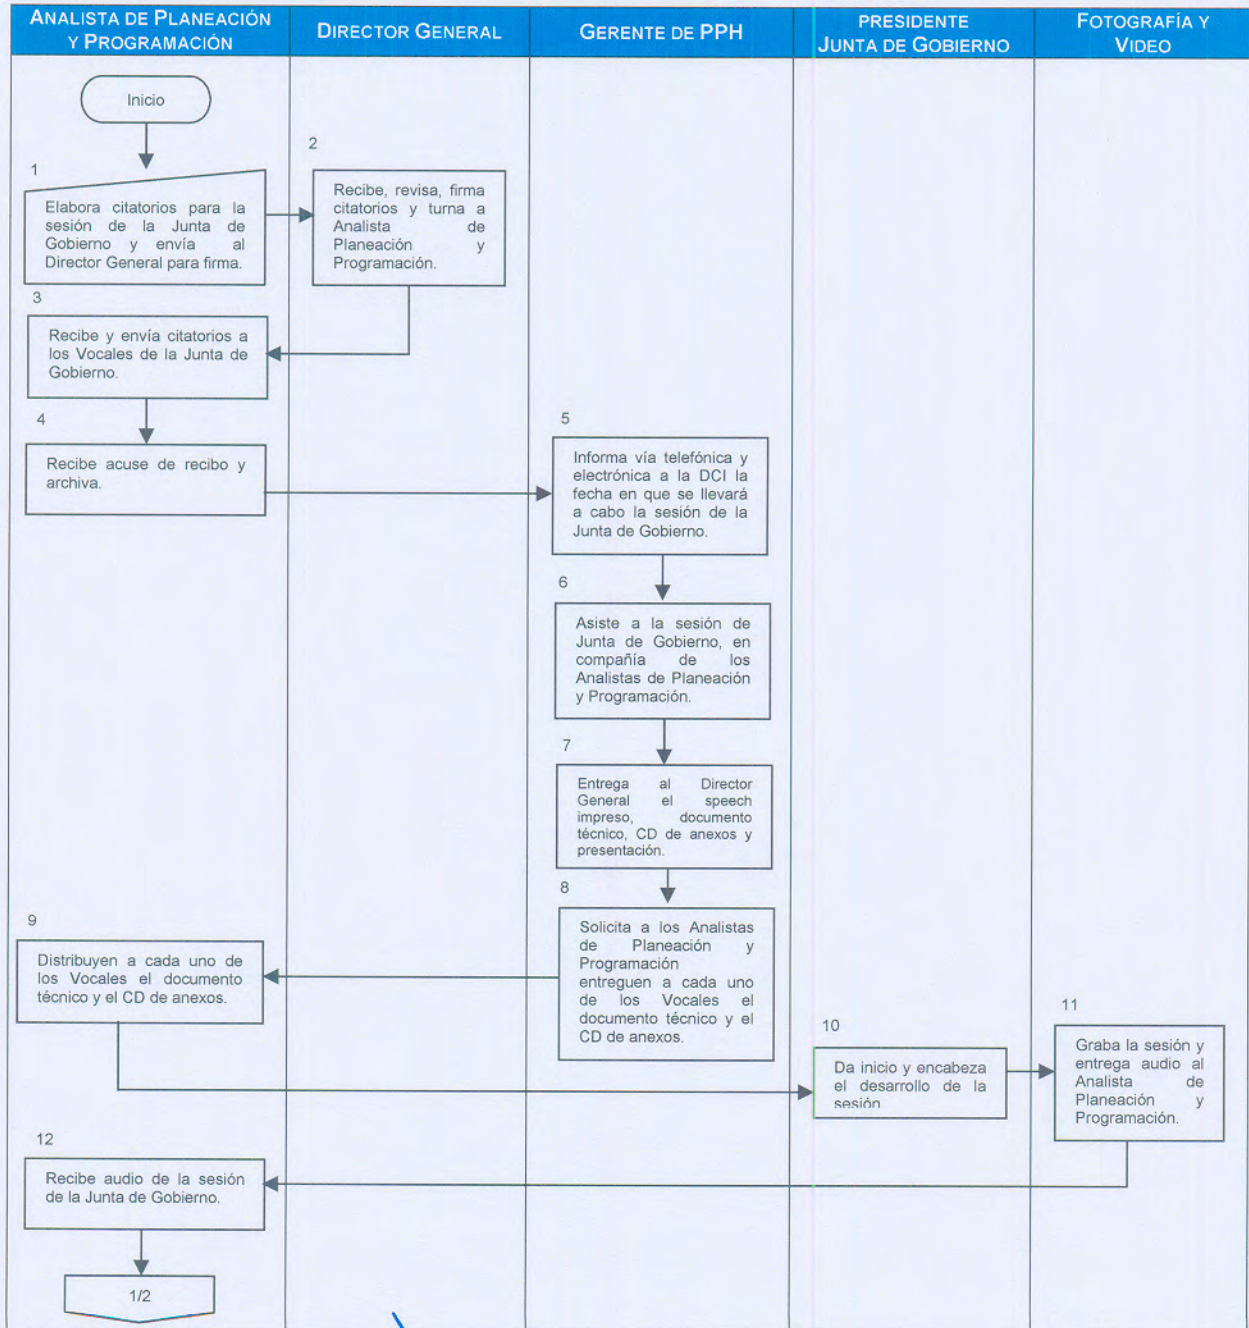 ANALISTA DE PLANEACIÓN
Y PROGRAMACIÓN
DIRECTOR GENERAL
GERENTE DE PPH
PRESIDENTE
JUNTA DE GOBIERNO
FOTOGRAFÍA Y
VIDEO
Inicio
1
Elabora citatorios para la
sesión de la Junta de
Gobierno y envía al
Director General para firma.
2
Recibe, revisa, firma
citatorios y turna a
Analista de
Planeación y
Programación.
3
Recibe y envía citatorios a
los Vocales de la Junta de
Gobierno.
4
Recibe acuse de recibo y
archiva.
5
Informa vía telefónica y
electrónica a la DCI la
fecha en que se llevará
a cabo la sesión de la
Junta de Gobierno.
6
Asiste a la sesión de
Junta de Gobierno, en
compañía de los
Analistas de Planeación
y Programación.
7
Entrega al Director
General el speech
impreso, documento
técnico, CD de anexos y
presentación.
8
Solicita a los Analistas
de Planeación y
Programación
entreguen a cada uno
de los Vocales el
documento técnico y el
CD de anexos.
9
Distribuyen a cada uno de
los Vocales el documento
técnico y el CD de anexos.
10
Da inicio y encabeza
el desarrollo de la
sesión
11
Graba la sesión y
entrega audio al
Analista de
Planeación y
Programación.
12
Recibe audio de la sesión
de la Junta de Gobierno.
1/2